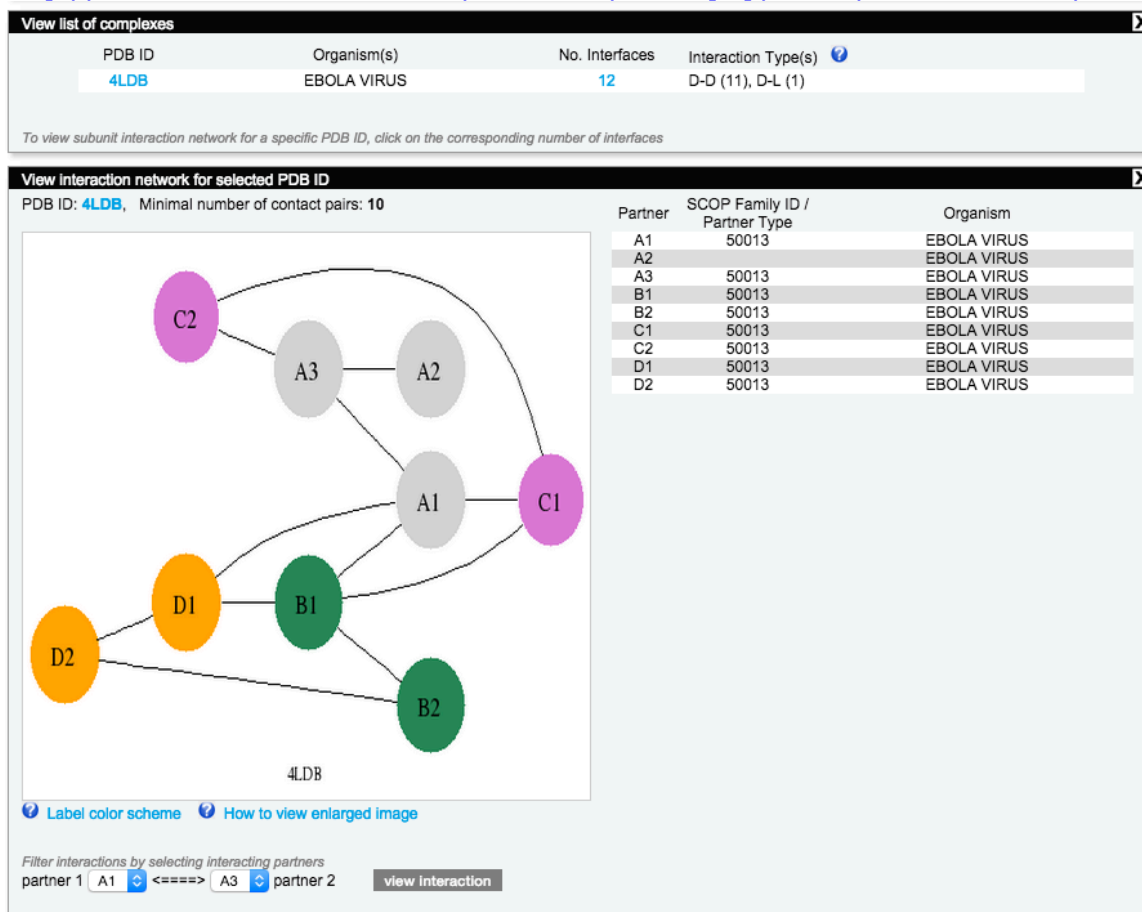 View list of complexes X
PDB ID Organism(s) No. Interfaces Interaction Type(s) ?
4LDB EBOLA VIRUS 12 D-D (11), D-L (1)
To view subunit interaction network for a specific PDB ID, click on the corresponding number of interfaces
View interaction network for selected PDB ID X
PDB ID: 4LDB, Minimal number of contact pairs: 10
C2
A3
A2
A1
C1
D1
B1
D2
B2
4LDB
? Label color scheme ? How to view enlarged image
Filter interactions by selecting interacting partners
partner 1 A1 <====> A3 partner 2 view interaction
Partner SCOP Family ID / Partner Type Organism
A1 50013 EBOLA VIRUS
A2 EBOLA VIRUS
A3 50013 EBOLA VIRUS
B1 50013 EBOLA VIRUS
B2 50013 EBOLA VIRUS
C1 50013 EBOLA VIRUS
C2 50013 EBOLA VIRUS
D1 50013 EBOLA VIRUS
D2 50013 EBOLA VIRUS